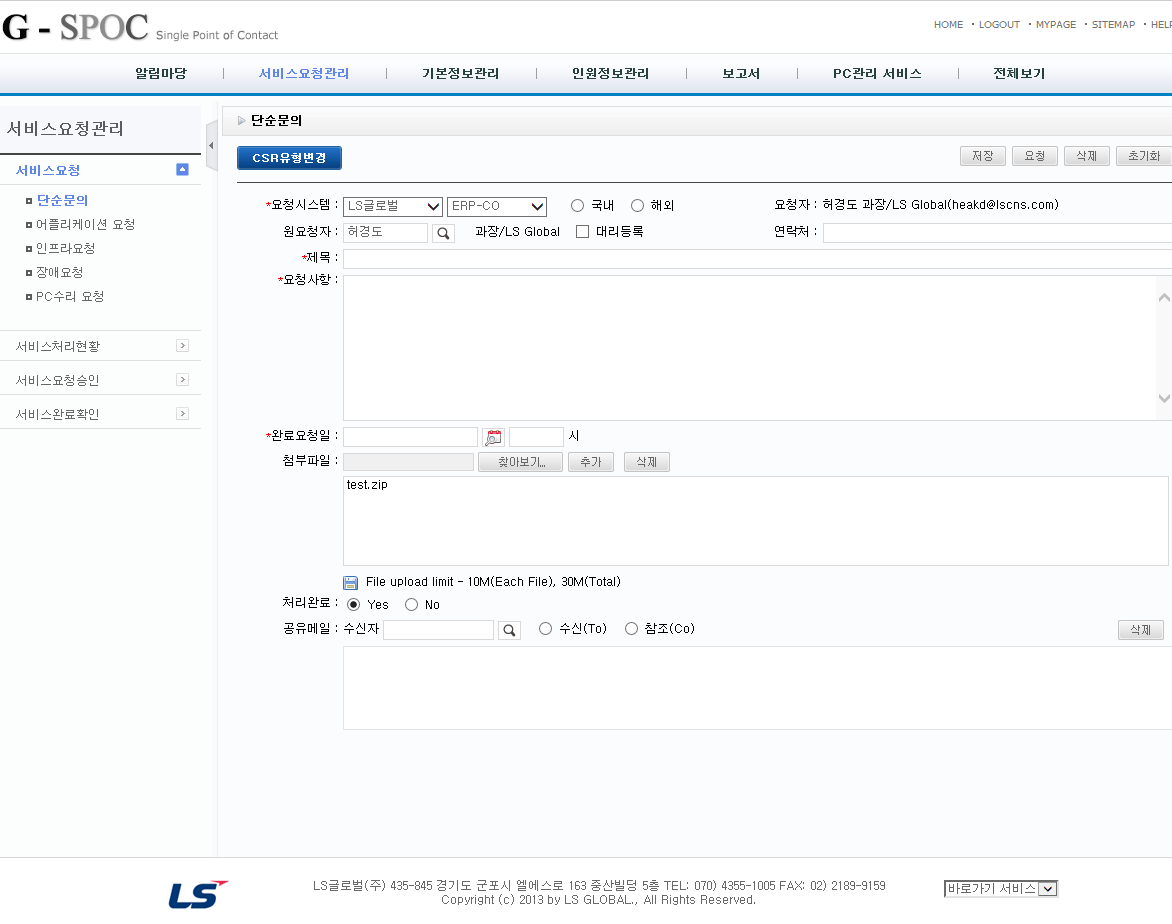 G - SPOC Single Point of Contact
HOME · LOGOUT · MYPAGE · SITEMAP · HELP
알림마당 | 서비스요청관리 | 기본정보관리 | 인원정보관리 | 보고서 | PC관리 서비스 | 전체보기
서비스요청관리
서비스요청
단순문의
어플리케이션 요청
인프라요청
장애요청
PC수리 요청
서비스처리현황
서비스요청승인
서비스완료확인
단순문의
CSR유형변경
저장 요청 삭제 초기화
*요청시스템 : LS글로벌 ERP-CO 국내 해외 요청자 : 허경도 과장/LS Global(heakd@lscns.com)
원요청자 : 허경도 과장/LS Global 대리등록 연락처 :
*제목 :
*요청사항 :
*완료요청일 : 시
첨부파일 : 찾아보기... 추가 삭제
test.zip
File upload limit - 10M(Each File), 30M(Total)
처리완료 : Yes No
공유메일 : 수신자 수신(To) 참조(Co) 삭제
LS
LS글로벌(주) 435-845 경기도 군포시 엘에스로 163 중산빌딩 5층 TEL: 070) 4355-1005 FAX: 02) 2189-9159
Copyright (c) 2013 by LS GLOBAL., All Rights Reserved.
바로가기 서비스